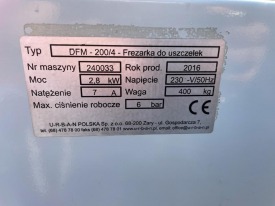 Typ DFM - 200/4 - Frezarka do uszczelek
Nr maszyny 240033 Rok prod. 2016
Moc 2,8 kW Napięcie 230 ~V/50Hz
Natężenie 7 A Waga 400 kg
Max. ciśnienie robocze 6 bar
CE
U-R-B-A-N POLSKA Sp. z o.o. 68-200 Żary - ul. Gospodarcza 7,